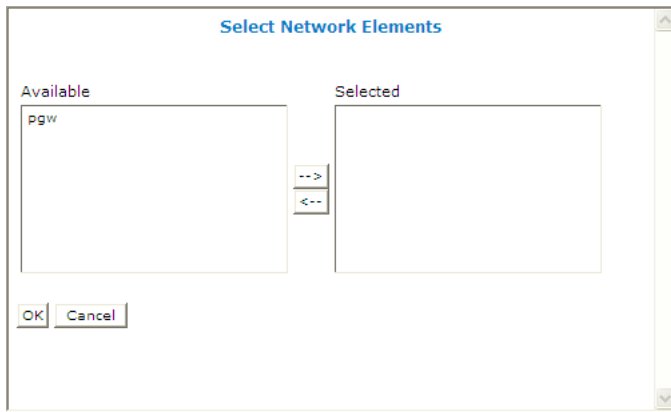 Select Network Elements
Available Selected
pgw
-->
<--
OK Cancel